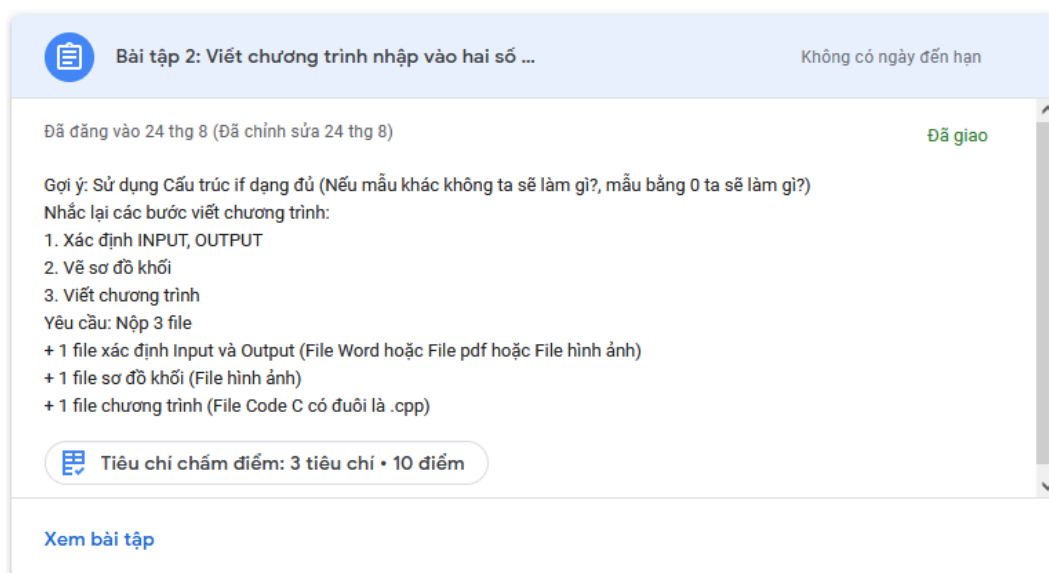 Bài tập 2: Viết chương trình nhập vào hai số ...
Không có ngày đến hạn
Đã đăng vào 24 thg 8 (Đã chỉnh sửa 24 thg 8)
Đã giao
Gợi ý: Sử dụng Cấu trúc if dạng đủ (Nếu mẫu khác không ta sẽ làm gì?, mẫu bằng 0 ta sẽ làm gì?)
Nhắc lại các bước viết chương trình:
1. Xác định INPUT, OUTPUT
2. Vẽ sơ đồ khối
3. Viết chương trình
Yêu cầu: Nộp 3 file
+ 1 file xác định Input và Output (File Word hoặc File pdf hoặc File hình ảnh)
+ 1 file sơ đồ khối (File hình ảnh)
+ 1 file chương trình (File Code C có đuôi là .cpp)
Tiêu chí chấm điểm: 3 tiêu chí • 10 điểm
Xem bài tập